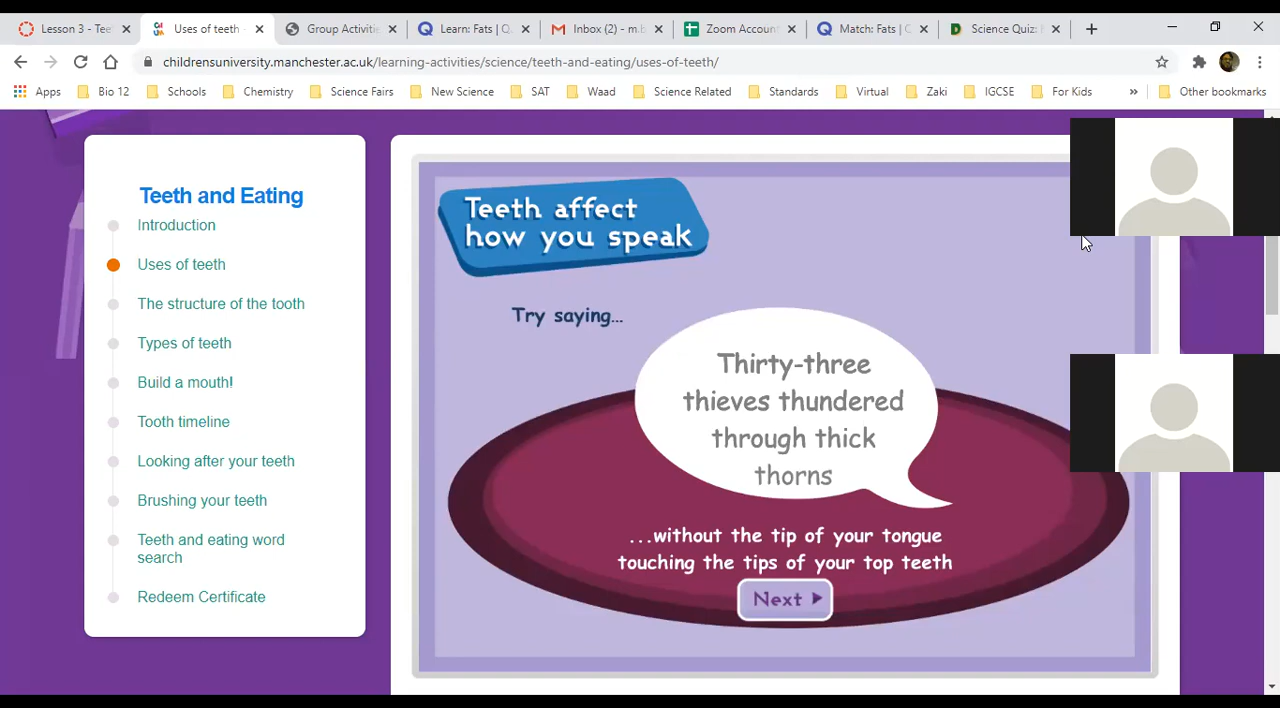 Lesson 3 - Tee
Uses of teeth
Group Activitie
Learn: Fats | Q
Inbox (2) - m.b
Zoom Accoun
Match: Fats | Q
Science Quiz:
childrensuniversity.manchester.ac.uk/learning-activities/science/teeth-and-eating/uses-of-teeth/
Apps
Bio 12
Schools
Chemistry
Science Fairs
New Science
SAT
Waad
Science Related
Standards
Virtual
Zaki
IGCSE
For Kids
»
Other bookmarks
Teeth and Eating
Introduction
Uses of teeth
The structure of the tooth
Types of teeth
Build a mouth!
Tooth timeline
Looking after your teeth
Brushing your teeth
Teeth and eating word
search
Redeem Certificate
Teeth affect
how you speak
Try saying...
Thirty-three
thieves thundered
through thick
thorns
...without the tip of your tongue
touching the tips of your top teeth
Next